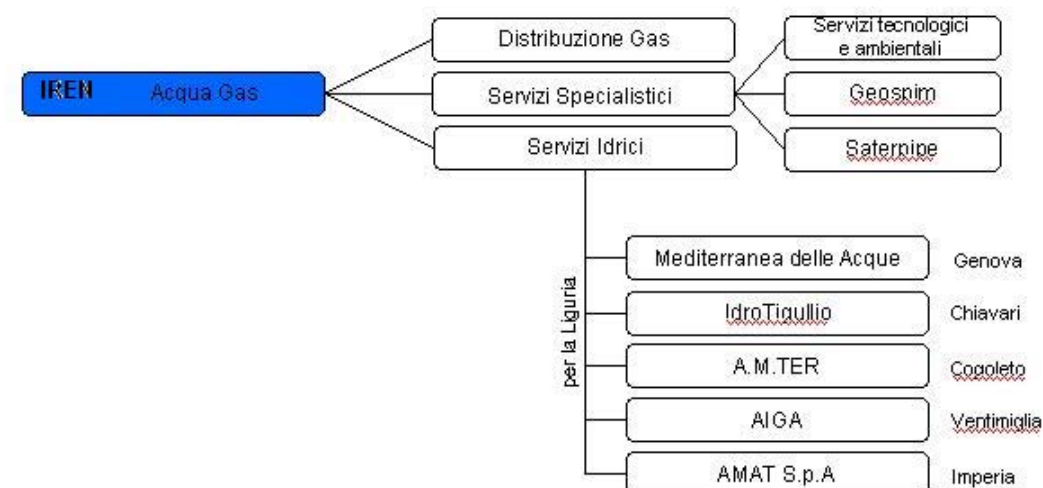 IREN Acqua Gas
Distribuzione Gas
Servizi Specialistici
Servizi Idrici
Servizi tecnologici
e ambientali
Geospim
Saferpipe
per la Liguria
Mediterranea delle Acque Genova
IdroTigullio Chiavari
A.M.TER Cogoleto
AIGA Ventimiglia
AMAT S.p.A Imperia